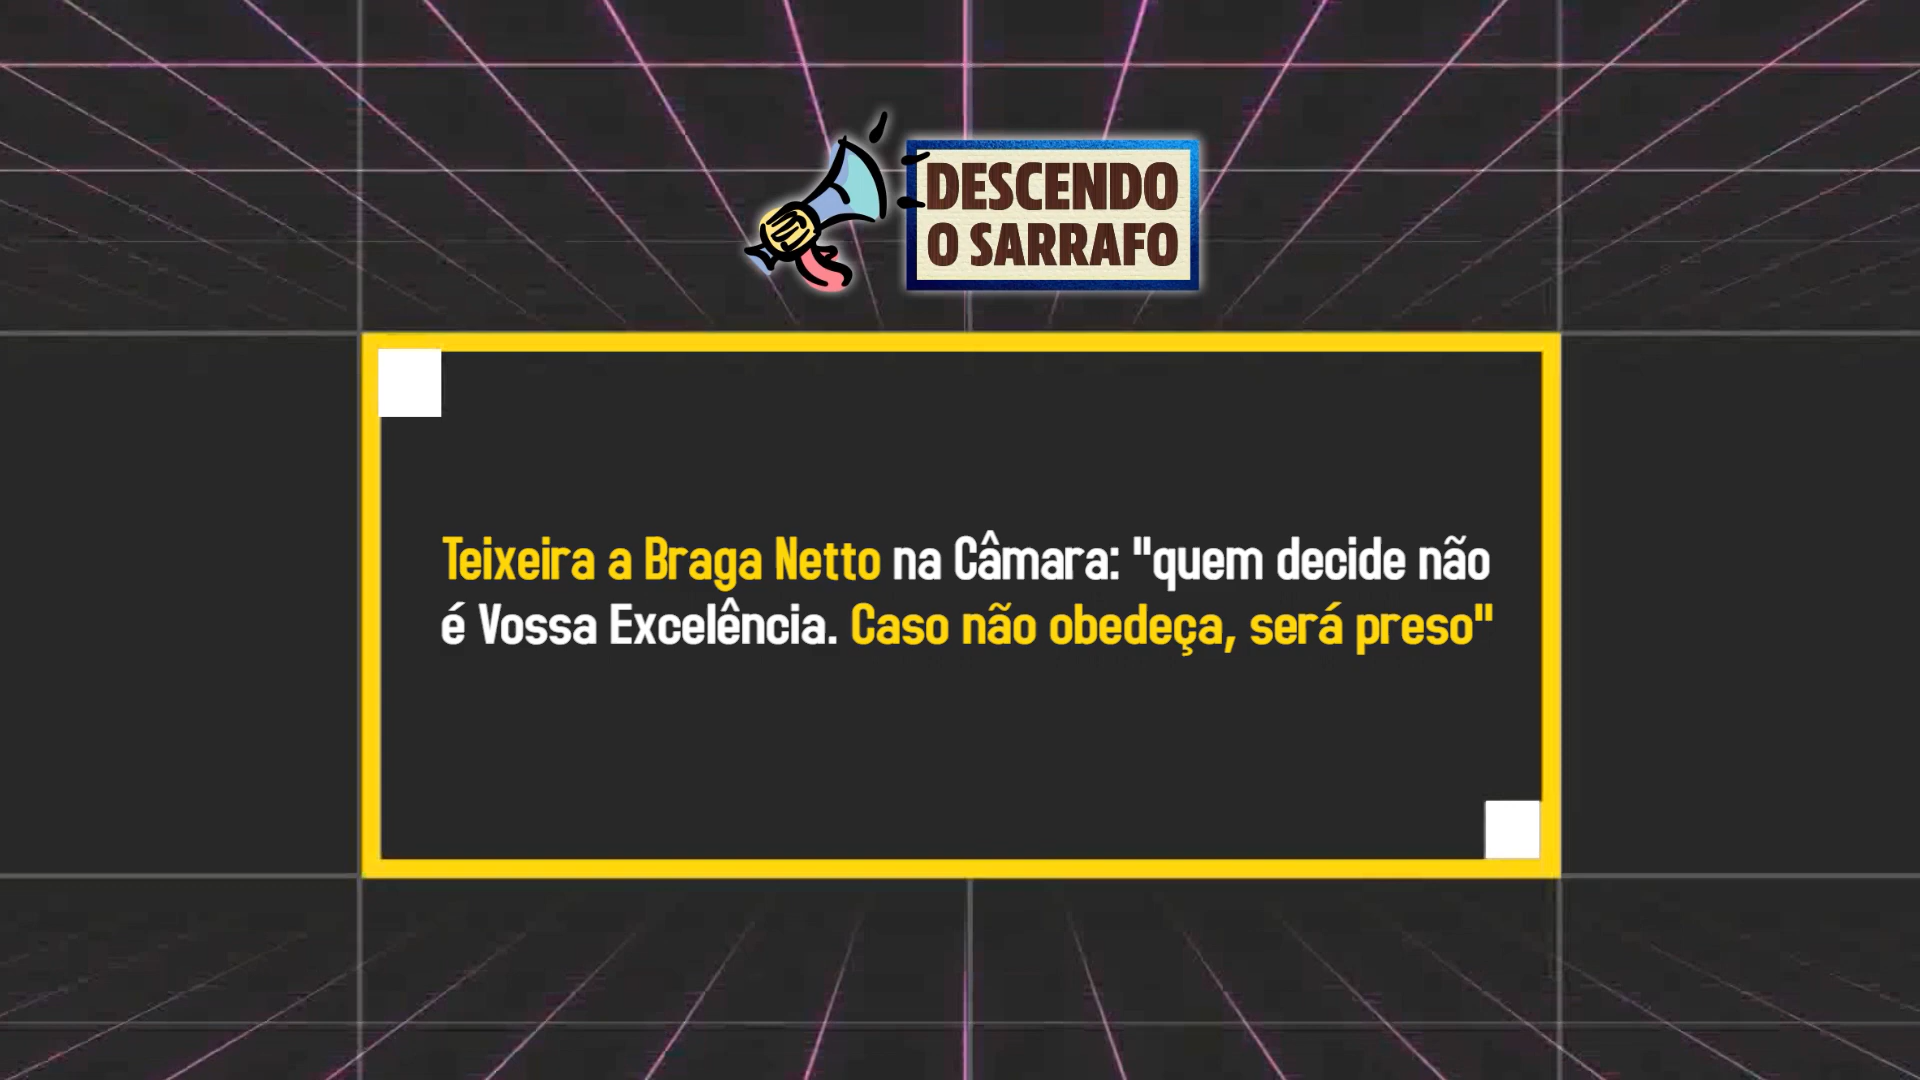 DESCENDO
O SARRAFO
Teixeira a Braga Netto na Câmara: "quem decide não
é Vossa Excelência. Caso não obedeça, será preso"